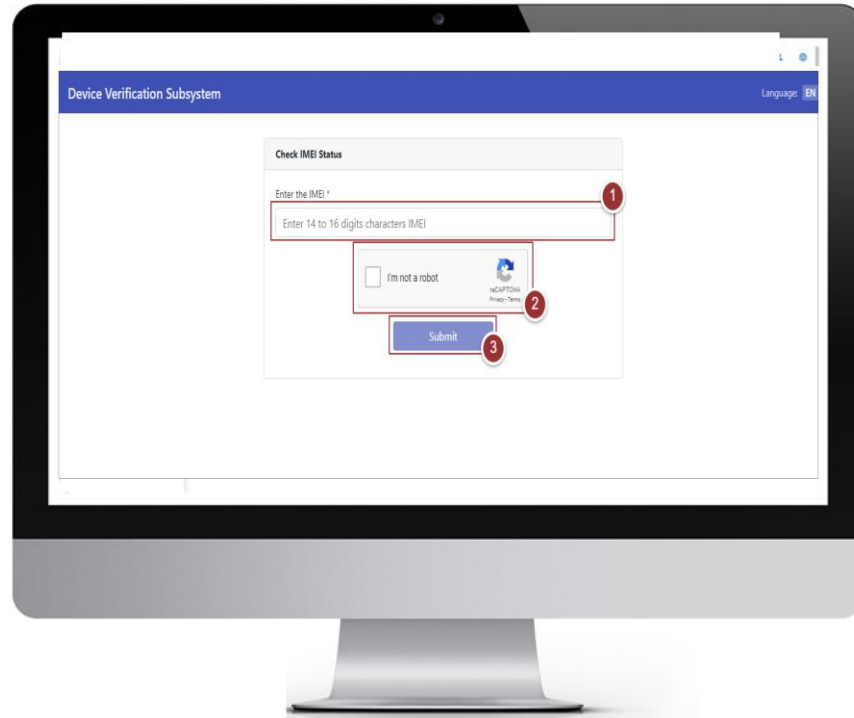 Device Verification Subsystem
Language: EN
Check IMEI Status
Enter the IMEI *
1
Enter 14 to 16 digits characters IMEI
I'm not a robot
reCAPTCHA
Privacy - Terms
2
Submit
3